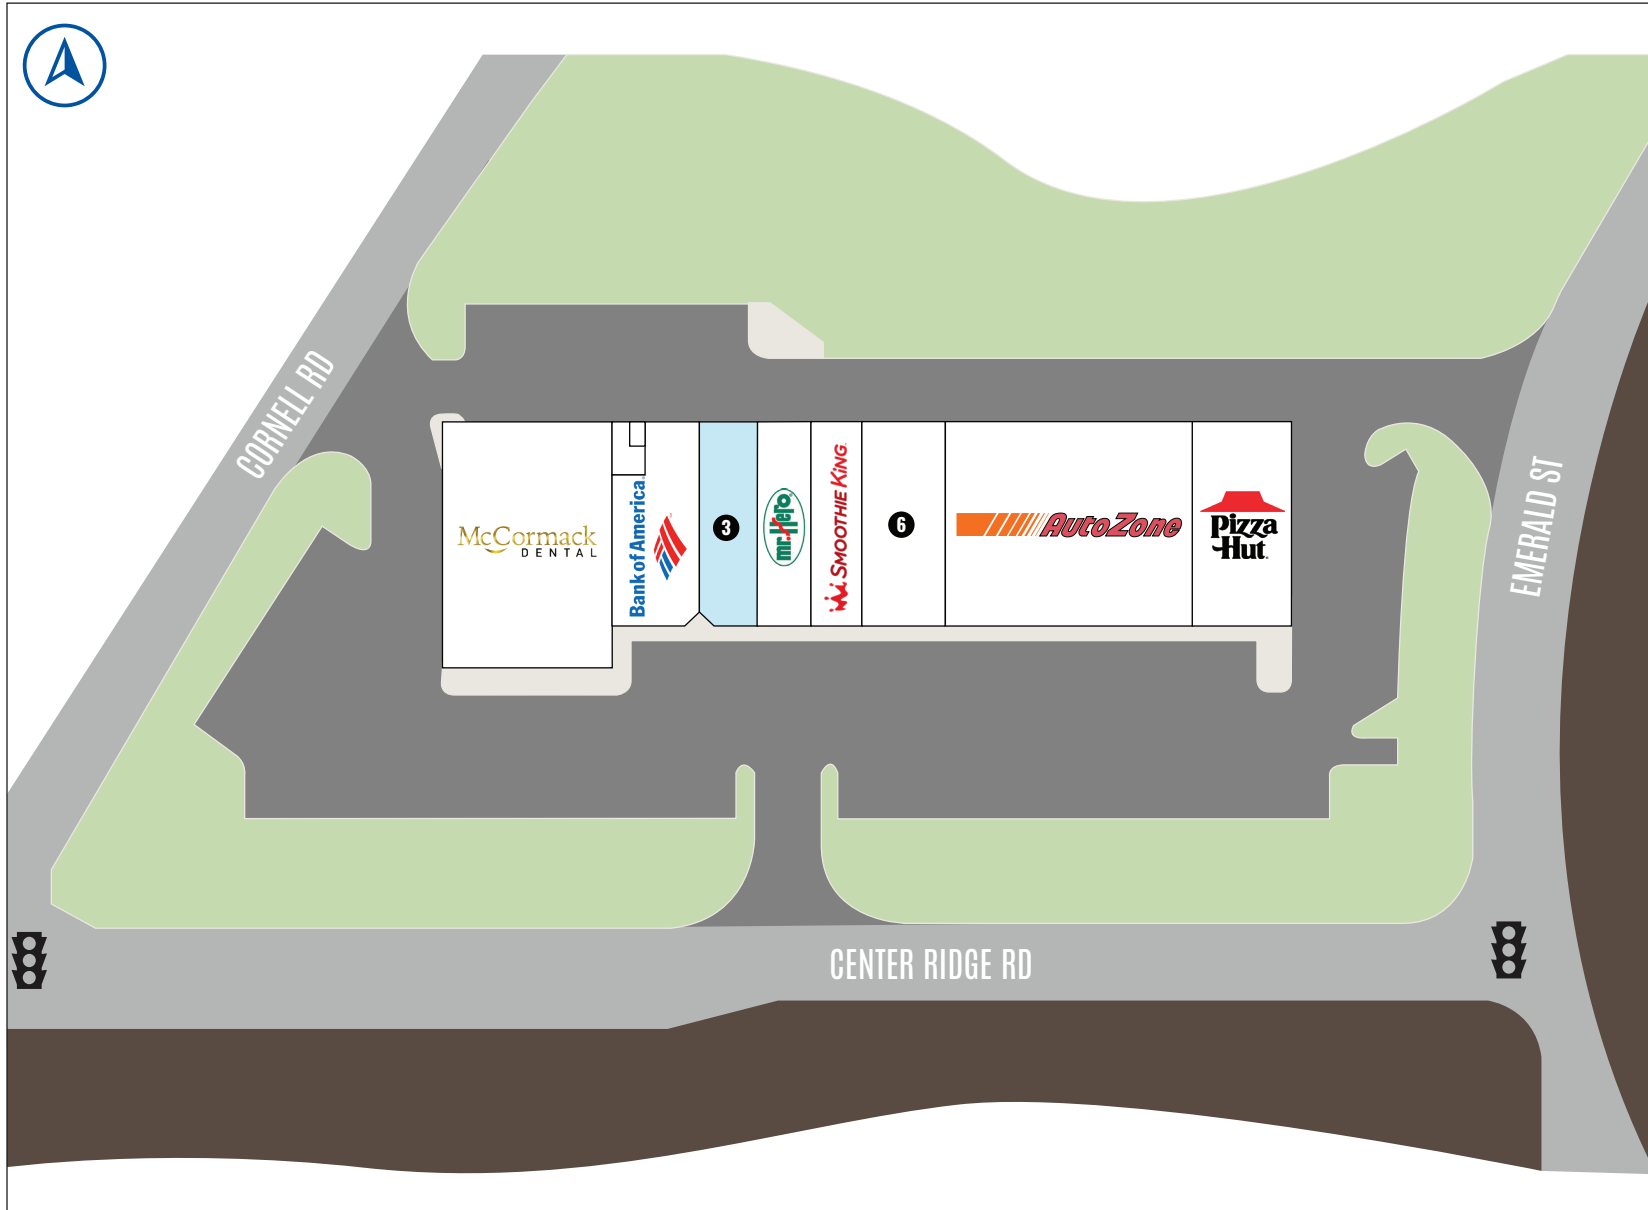 CORNELL RD
McCormack
DENTAL
Bank of America
3
mr.Hero
SMOOTHIE KING
6
AutoZone
Pizza
Hut
EMERALD ST
CENTER RIDGE RD